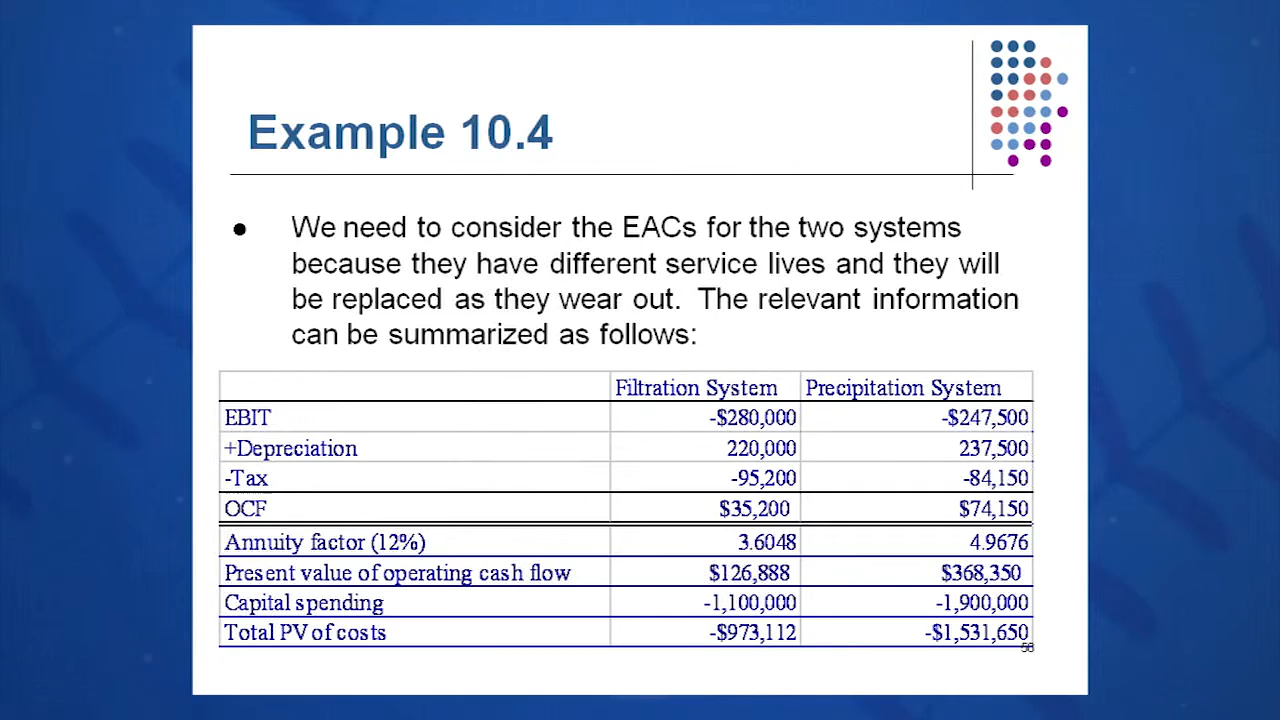 Example 10.4
● We need to consider the EACs for the two systems
because they have different service lives and they will
be replaced as they wear out. The relevant information
can be summarized as follows:
Filtration System Precipitation System
EBIT -$280,000 -$247,500
+Depreciation 220,000 237,500
-Tax -95,200 -84,150
OCF $35,200 $74,150
Annuity factor (12%) 3.6048 4.9676
Present value of operating cash flow $126,888 $368,350
Capital spending -1,100,000 -1,900,000
Total PV of costs -$973,112 -$1,531,650
58